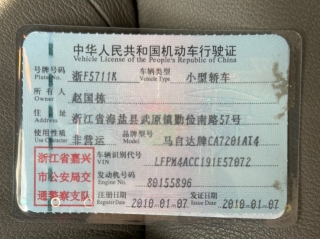 中华人民共和国机动车行驶证
Vehicle License of the People's Republic of China
号牌号码 浙F5711K 车辆类型 小型轿车
Plate No. Vehicle Type
所有人 赵国栋
Owner
住址 浙江省海盐县武原镇勤俭南路57号
Address
使用性质 非营运 品牌型号 马自达牌CA7201AT4
Use Character Model
浙江省嘉兴
市公安局交
通警察支队
车辆识别代号 LFPM4ACC191E57072
VIN
发动机号码 80155896
Engine No.
注册日期 2010-01-07 发证日期 2010-01-07
Register Date Issue Date